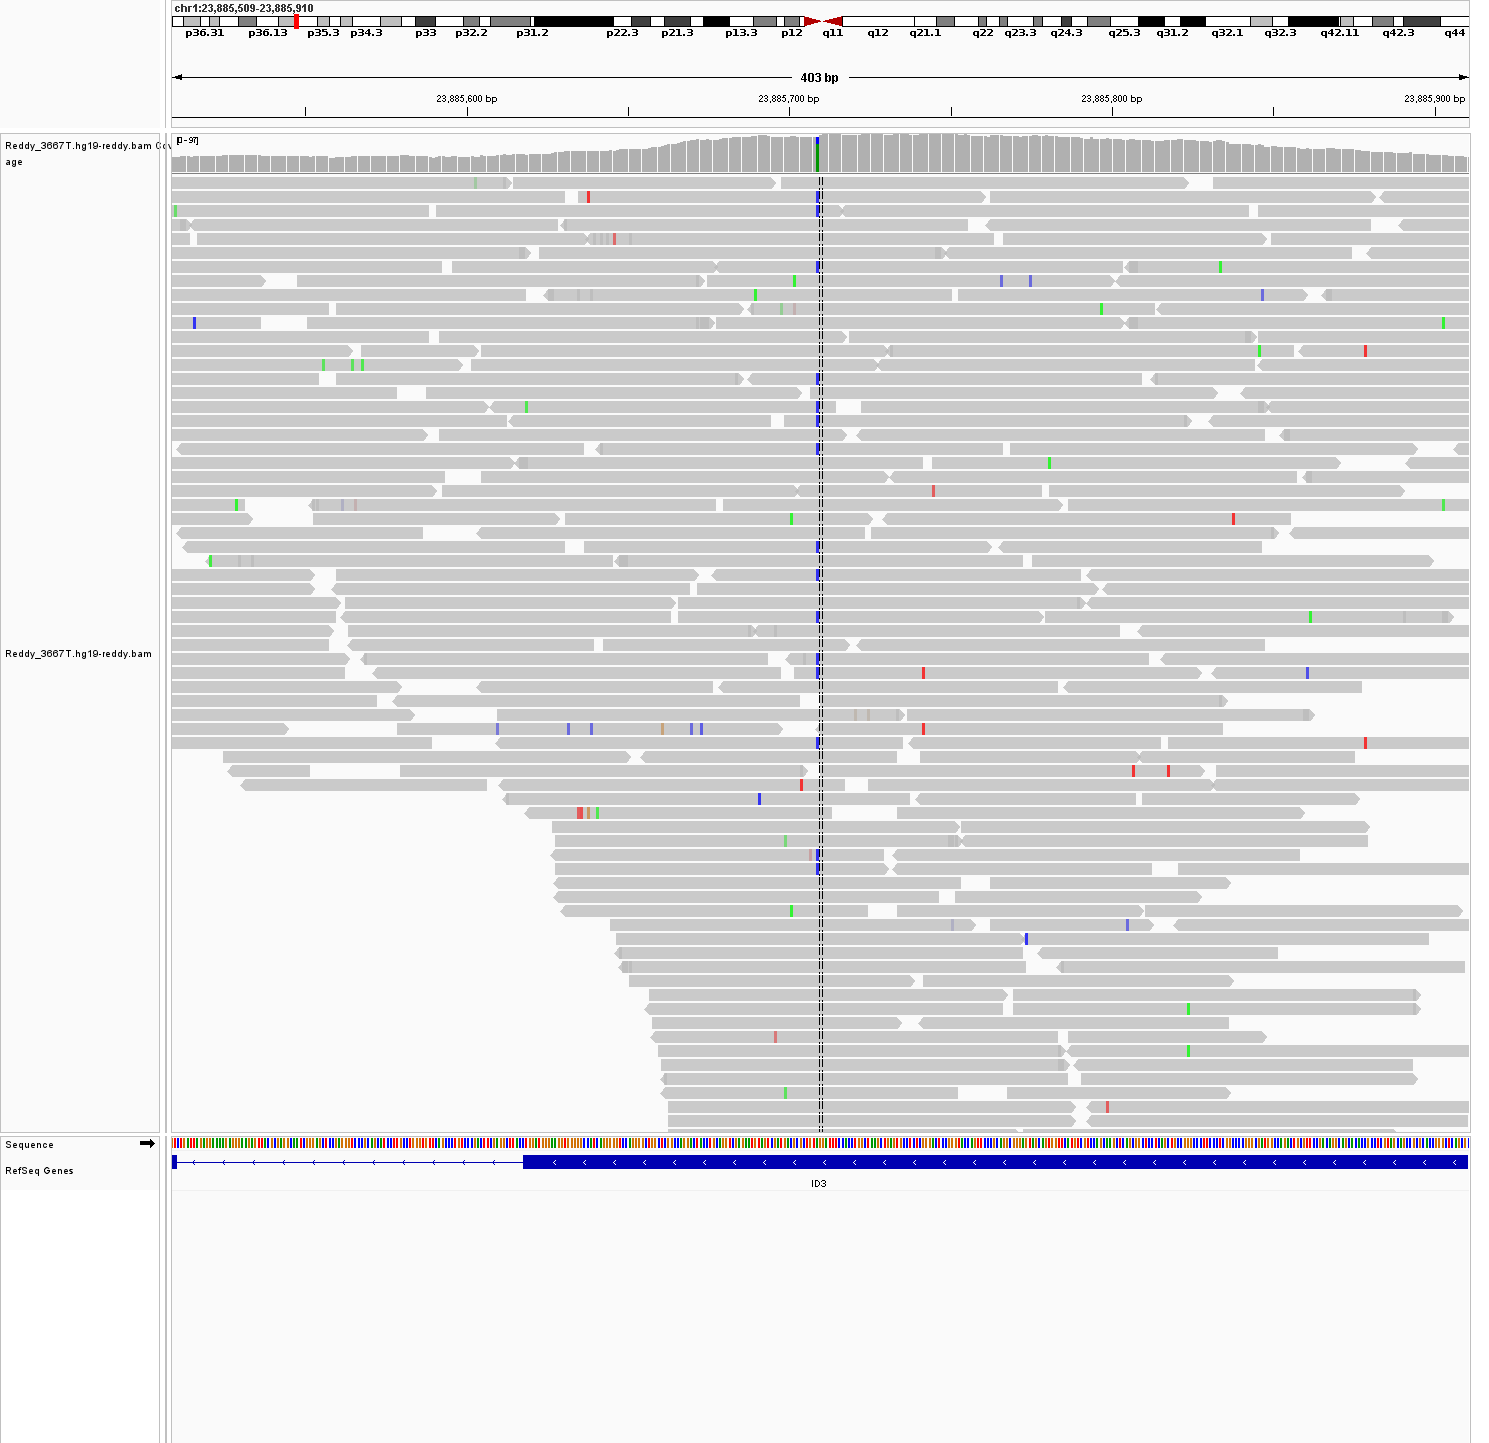 chr1:23,885,509-23,885,910
p36.31 p36.13 p35.3 p34.3 p33 p32.2 p31.2 p22.3 p21.3 p13.3 p12 q11 q12 q21.1 q22 q23.3 q24.3 q25.3 q31.2 q32.1 q32.3 q42.11 q42.3 q44
403 bp
23,885,600 bp 23,885,700 bp 23,885,800 bp 23,885,900 bp
[0 - 97]
Reddy_3667T.hg19-reddy.bam Cov
age
Reddy_3667T.hg19-reddy.bam
Sequence
RefSeq Genes
ID3